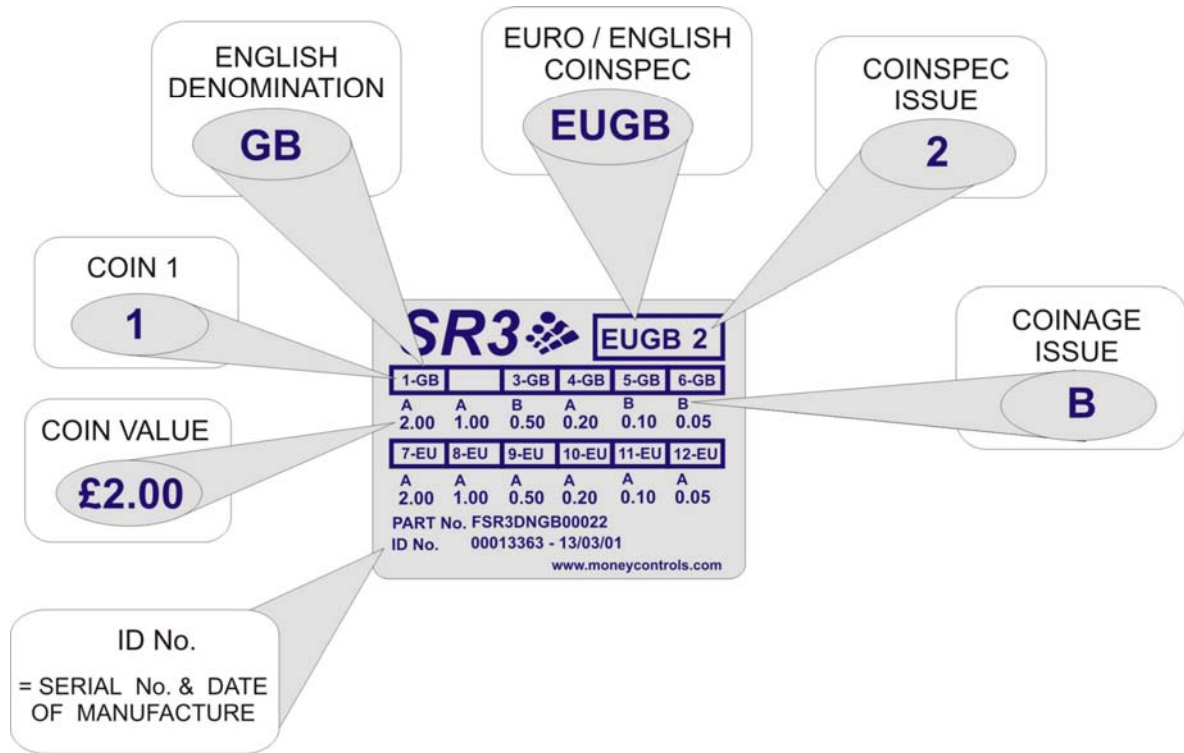 ENGLISH
DENOMINATION
GB
EURO / ENGLISH
COINSPEC
EUGB
COINSPEC
ISSUE
2
COIN 1
1
COIN VALUE
£2.00
SR3
EUGB 2
1-GB 3-GB 4-GB 5-GB 6-GB
A A B A B B
2.00 1.00 0.50 0.20 0.10 0.05
7-EU 8-EU 9-EU 10-EU 11-EU 12-EU
A A A A A A
2.00 1.00 0.50 0.20 0.10 0.05
PART No. FSR3DNGB00022
ID No. 00013363 - 13/03/01
www.moneycontrols.com
COINAGE
ISSUE
B
ID No.
= SERIAL No. & DATE
OF MANUFACTURE